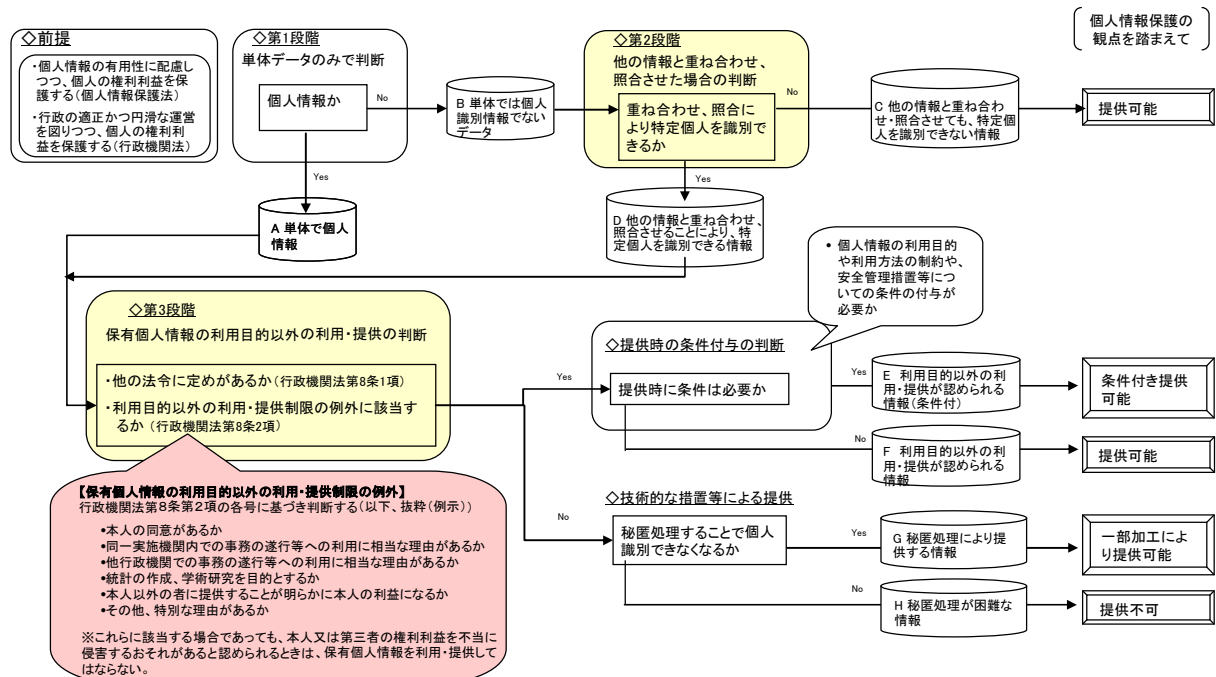 個人情報保護の
観点を踏まえて
◇前提
・個人情報の有用性に配慮し
つつ、個人の権利利益を保
護する(個人情報保護法)
・行政の適正かつ円滑な運営
を図りつつ、個人の権利利
益を保護する(行政機関法)
◇第1段階
単体データのみで判断
個人情報か
No
Yes
B 単体では個人
識別情報でない
データ
◇第2段階
他の情報と重ね合わせ、
照合させた場合の判断
重ね合わせ、照合に
より特定個人を識別で
きるか
No
Yes
C 他の情報と重ね合わ
せ・照合させても、特定個
人を識別できない情報
提供可能
A 単体で個人
情報
D 他の情報と重ね合わせ、
照合させることにより、特
定個人を識別できる情報
• 個人情報の利用目的
や利用方法の制約や、
安全管理措置等につ
いての条件の付与が
必要か
◇第3段階
保有個人情報の利用目的以外の利用・提供の判断
・他の法令に定めがあるか(行政機関法第8条1項)
・利用目的以外の利用・提供制限の例外に該当す
るか(行政機関法第8条2項)
Yes
No
◇提供時の条件付与の判断
提供時に条件は必要か
Yes
E 利用目的以外の利
用・提供が認められる
情報(条件付)
条件付き提供
可能
No
F 利用目的以外の利
用・提供が認められる
情報
提供可能
【保有個人情報の利用目的以外の利用・提供制限の例外】
行政機関法第8条第2項の各号に基づき判断する(以下、抜粋(例示))
•本人の同意があるか
•同一実施機関内での事務の遂行等への利用に相当な理由があるか
•他行政機関での事務の遂行等への利用に相当な理由があるか
•統計の作成、学術研究を目的とするか
•本人以外の者に提供することが明らかに本人の利益になるか
•その他、特別な理由があるか
※これらに該当する場合であっても、本人又は第三者の権利利益を不当に
侵害するおそれがあると認められるときは、保有個人情報を利用・提供して
はならない。
◇技術的な措置等による提供
秘匿処理することで個人
識別できなくなるか
Yes
G 秘匿処理により提
供する情報
一部加工によ
り提供可能
No
H 秘匿処理が困難な
情報
提供不可